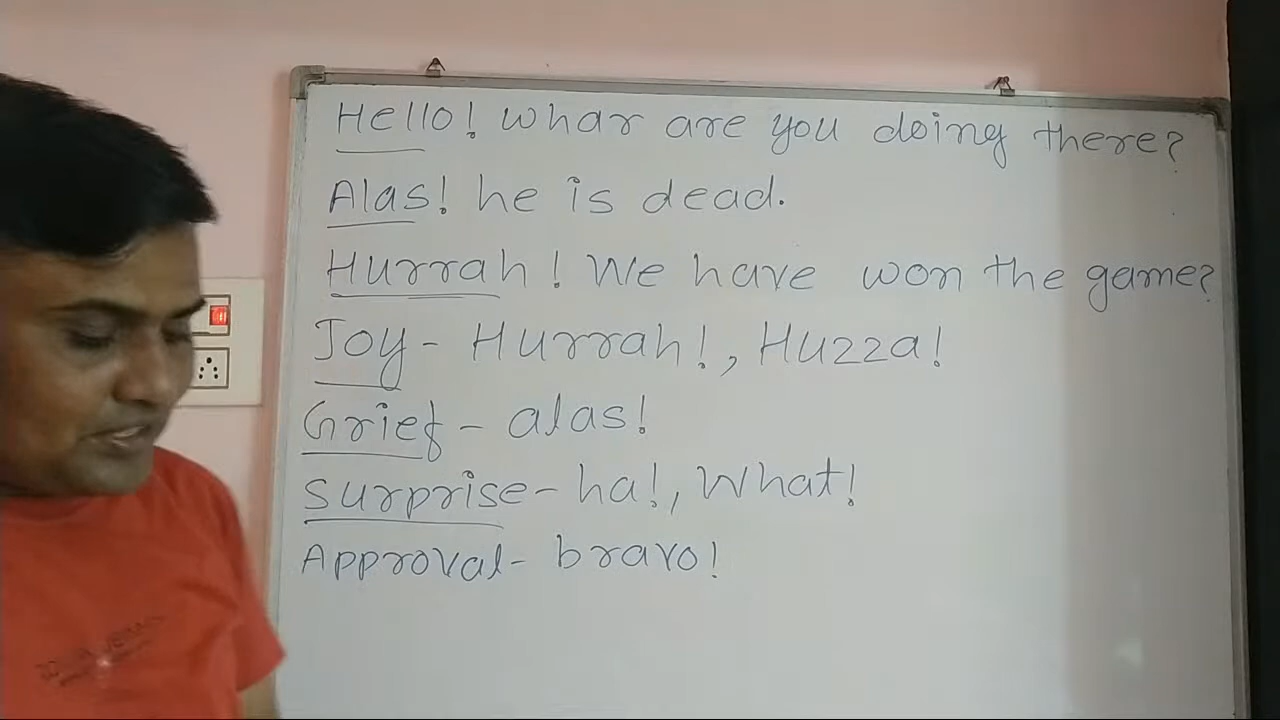 Hello! whar are you doing there?
Alas! he is dead.
Hurrah! We have won the game?
Joy- Hurrah!, Huzza!
Grief - alas!
Surprise- ha!, What!
Approval- bravo!